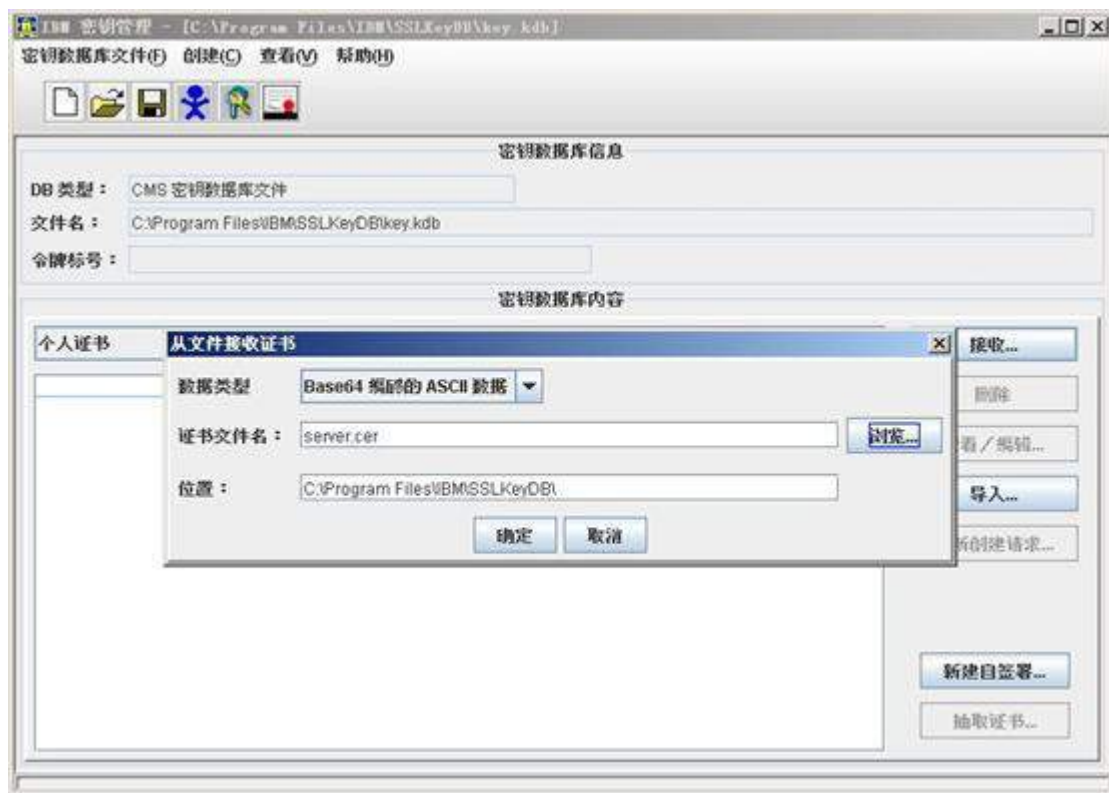 IBM 密钥管理 - [C:\Program Files\IBM\SSLKeyDB\key.kdb]
密钥数据库文件(F) 创建(C) 查看(V) 帮助(H)
密钥数据库信息
DB 类型： CMS 密钥数据库文件
文件名： C:\Program Files\IBM\SSLKeyDB\key.kdb
令牌标号：
密钥数据库内容
个人证书
从文件接收证书
接收...
数据类型 Base64 编码的 ASCII 数据
删除
证书文件名： server.cer 浏览...
看/编辑...
位置： C:\Program Files\IBM\SSLKeyDB\
导入...
确定 取消
新创建请求...
新建自签署...
抽取证书...